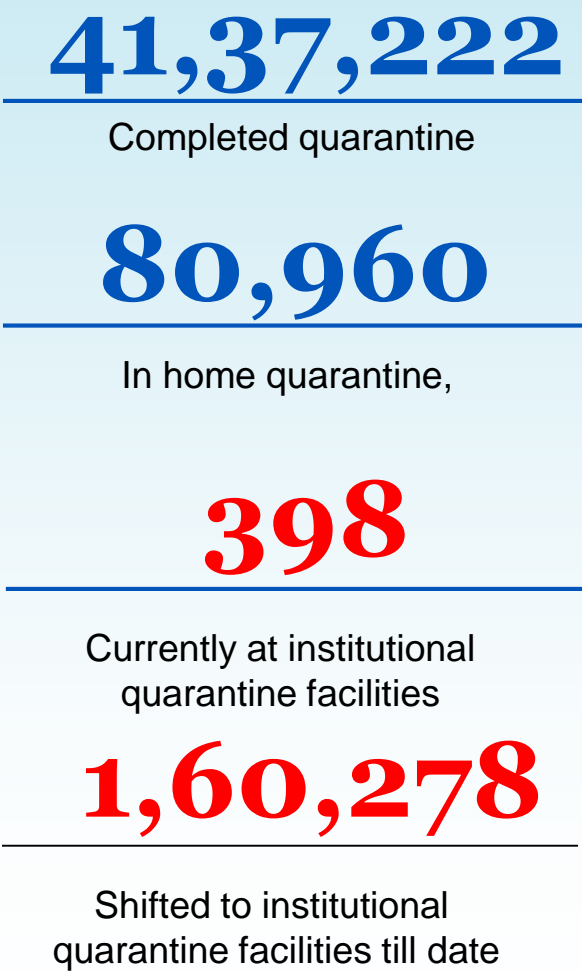 41,37,222
Completed quarantine
80,960
In home quarantine,
398
Currently at institutional
quarantine facilities
1,60,278
Shifted to institutional
quarantine facilities till date